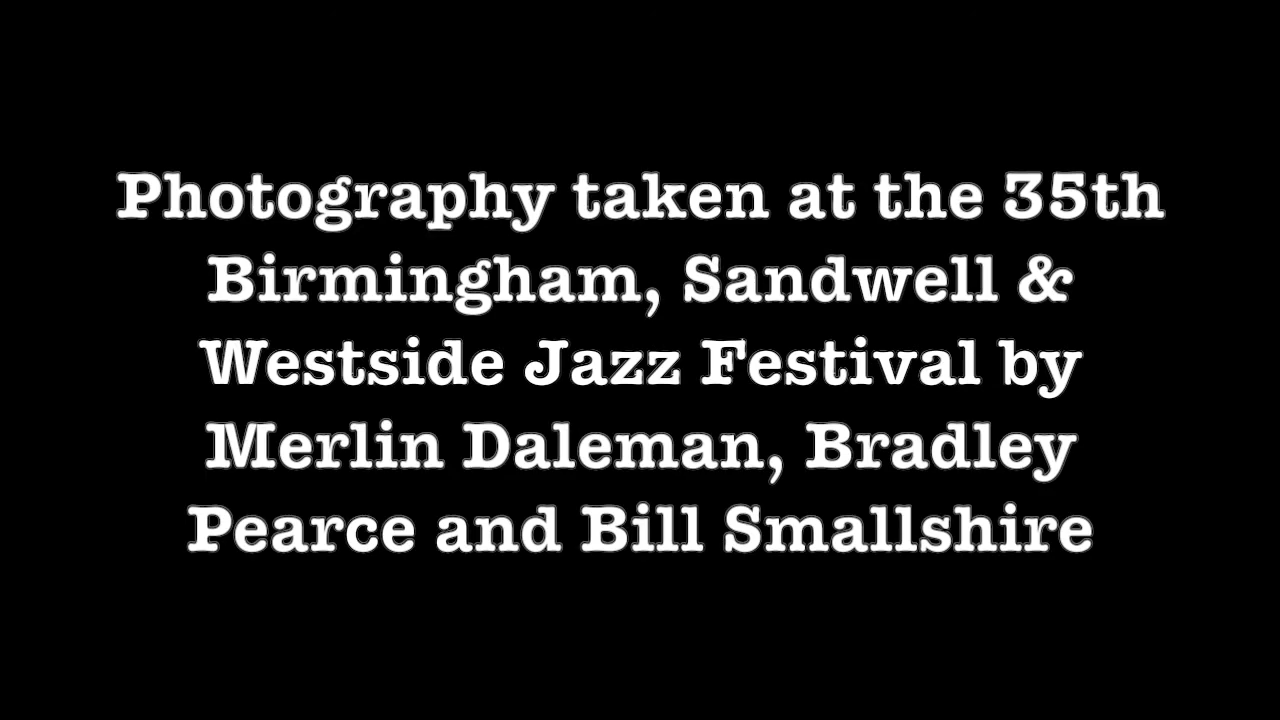 Photography taken at the 35th
Birmingham, Sandwell &
Westside Jazz Festival by
Merlin Daleman, Bradley
Pearce and Bill Smallshire